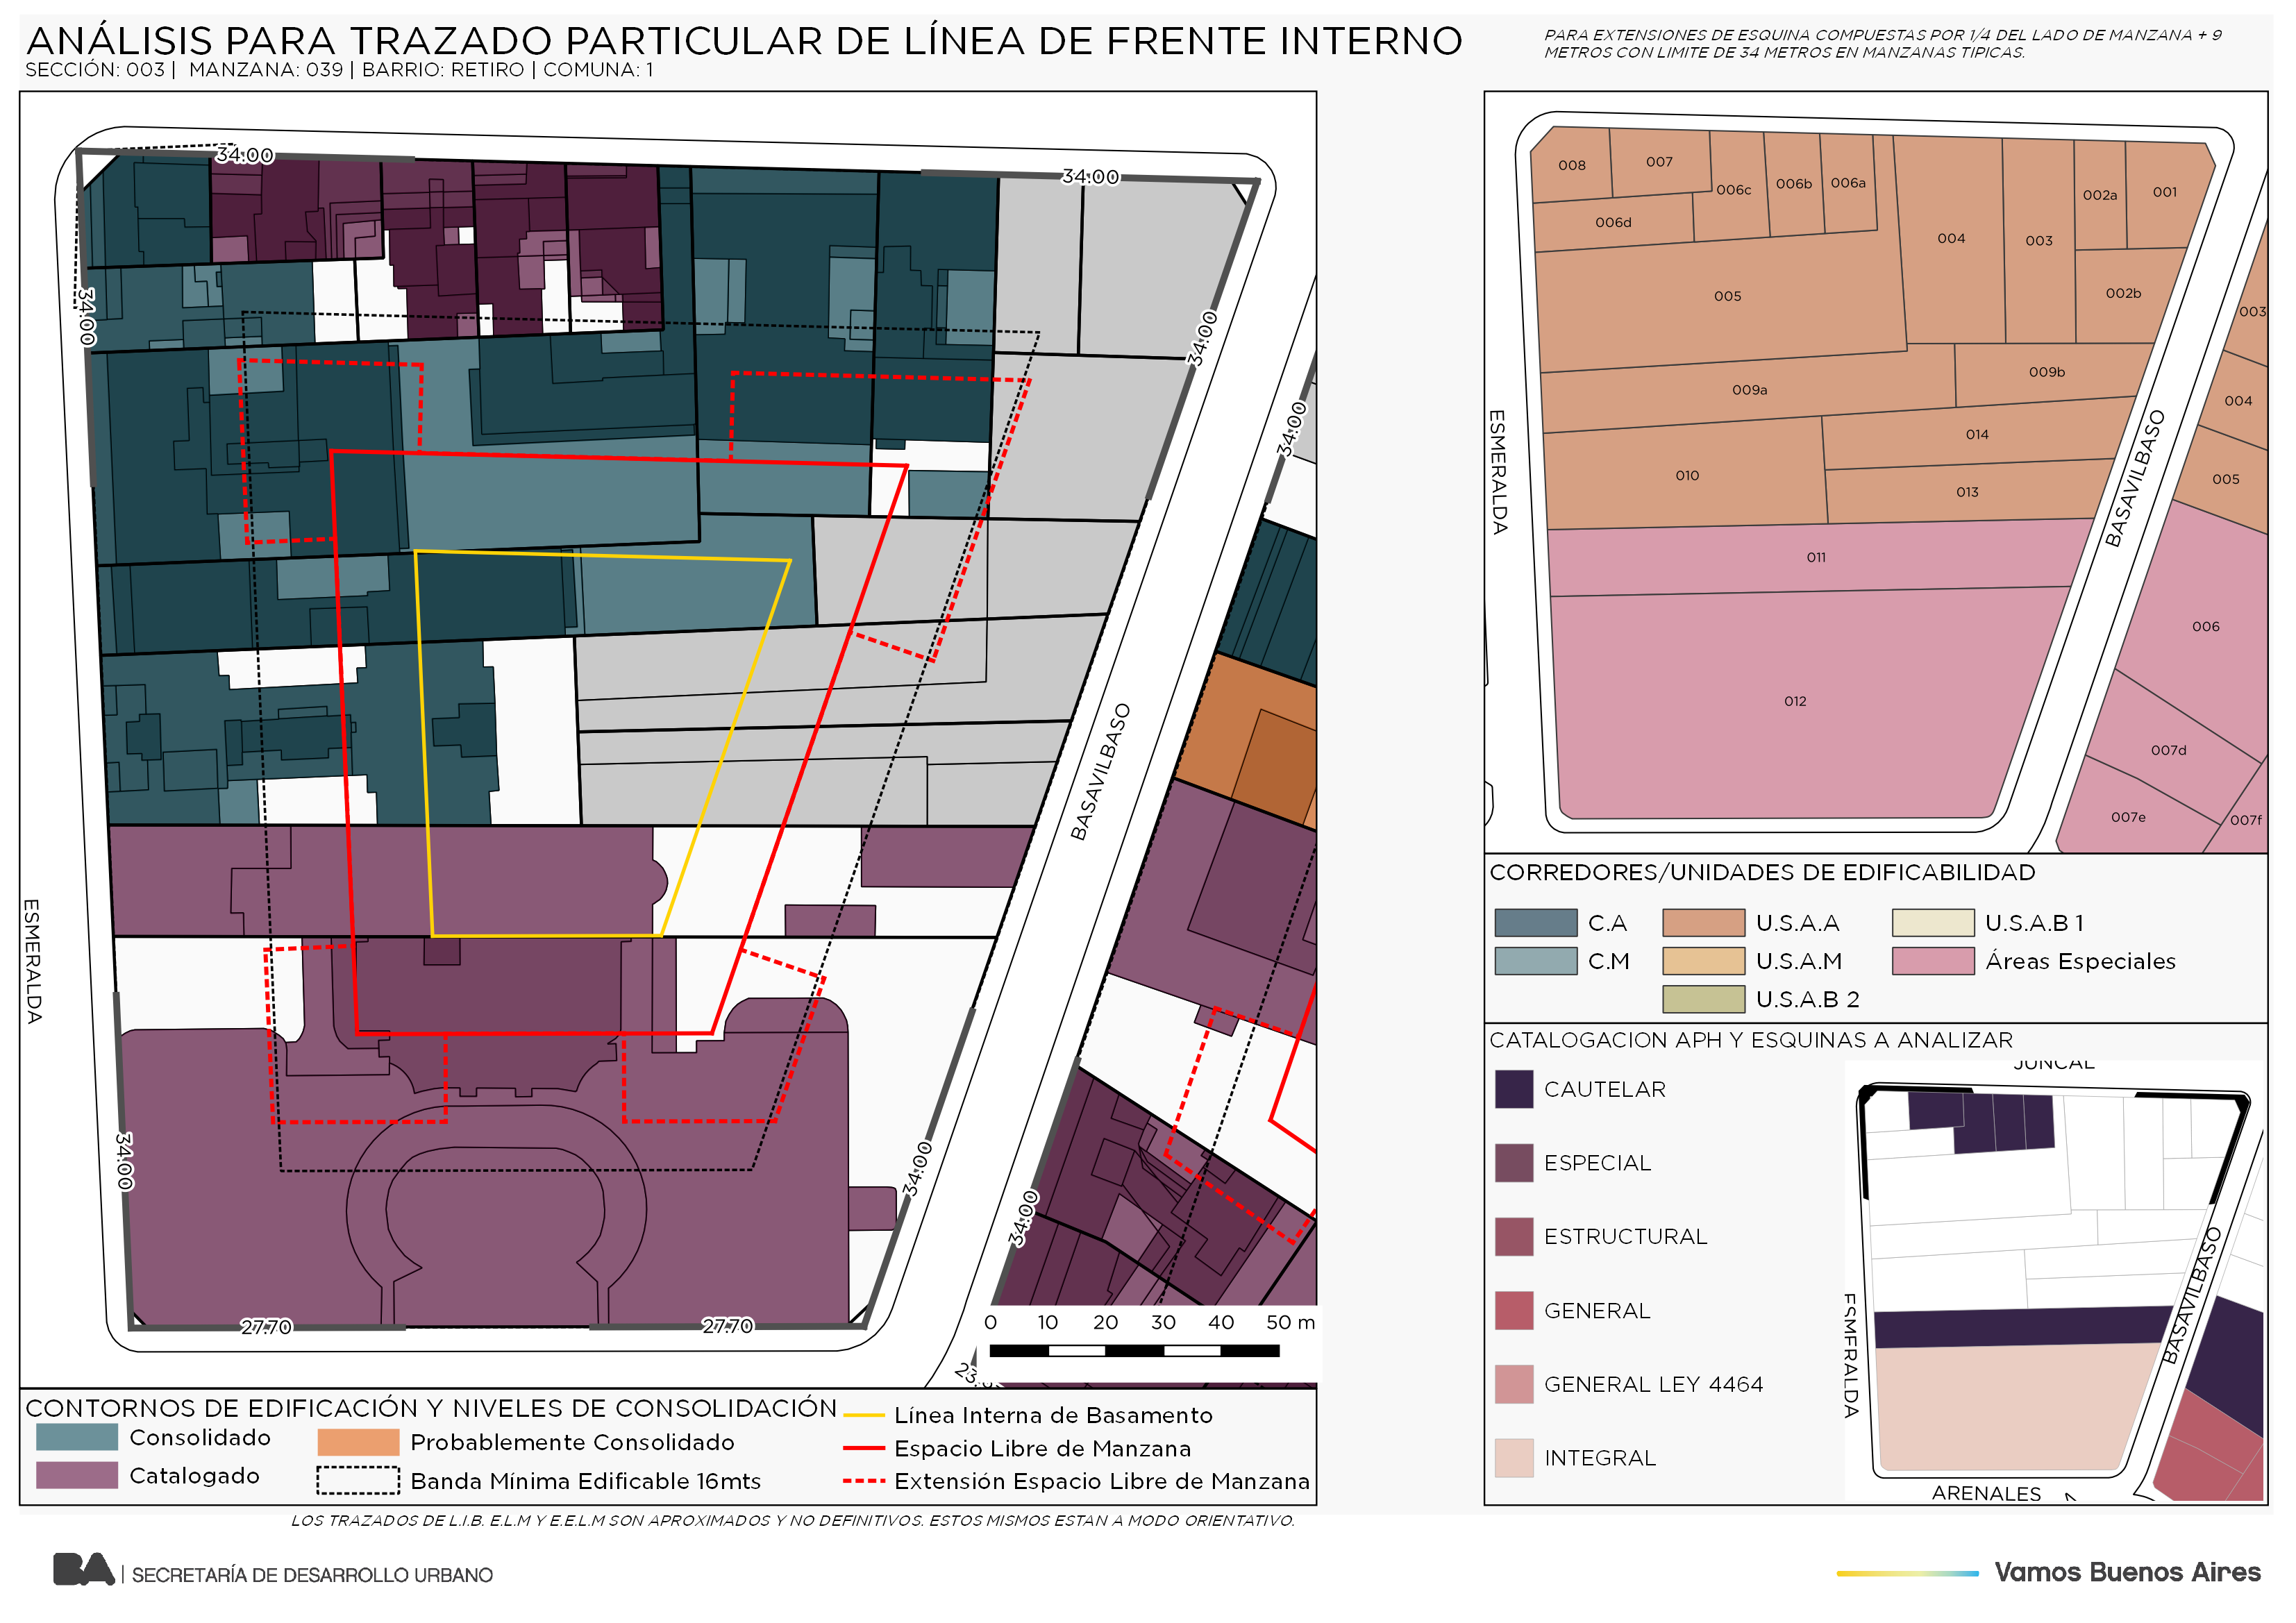 ANÁLISIS PARA TRAZADO PARTICULAR DE LÍNEA DE FRENTE INTERNO
SECCIÓN: 003 | MANZANA: 039 | BARRIO: RETIRO | COMUNA: 1
PARA EXTENSIONES DE ESQUINA COMPUESTAS POR 1/4 DEL LADO DE MANZANA + 9
METROS CON LIMITE DE 34 METROS EN MANZANAS TIPICAS.
34.00
34.00
34.00
34.00
34.00
BASAVILBASO
ESMERALDA
34.00
34.00
34.00
27.70
27.70
0 10 20 30 40 50 m
008
007
006c
006b
006a
002a
001
006d
004
003
005
002b
003
009a
009b
004
014
010
013
005
011
006
012
007d
007e
007f
ESMERALDA
BASAVILBASO
CORREDORES/UNIDADES DE EDIFICABILIDAD
C.A
U.S.A.A
U.S.A.B 1
C.M
U.S.A.M
Áreas Especiales
U.S.A.B 2
CATALOGACION APH Y ESQUINAS A ANALIZAR
CAUTELAR
ESPECIAL
ESTRUCTURAL
GENERAL
GENERAL LEY 4464
INTEGRAL
JUNCAL
ESMERALDA
BASAVILBASO
ARENALES
CONTORNOS DE EDIFICACIÓN Y NIVELES DE CONSOLIDACIÓN
Consolidado
Catalogado
Probablemente Consolidado
Banda Mínima Edificable 16mts
Línea Interna de Basamento
Espacio Libre de Manzana
Extensión Espacio Libre de Manzana
LOS TRAZADOS DE L.I.B. E.L.M Y E.E.L.M SON APROXIMADOS Y NO DEFINITIVOS. ESTOS MISMOS ESTAN A MODO ORIENTATIVO.
BA | SECRETARÍA DE DESARROLLO URBANO
Vamos Buenos Aires